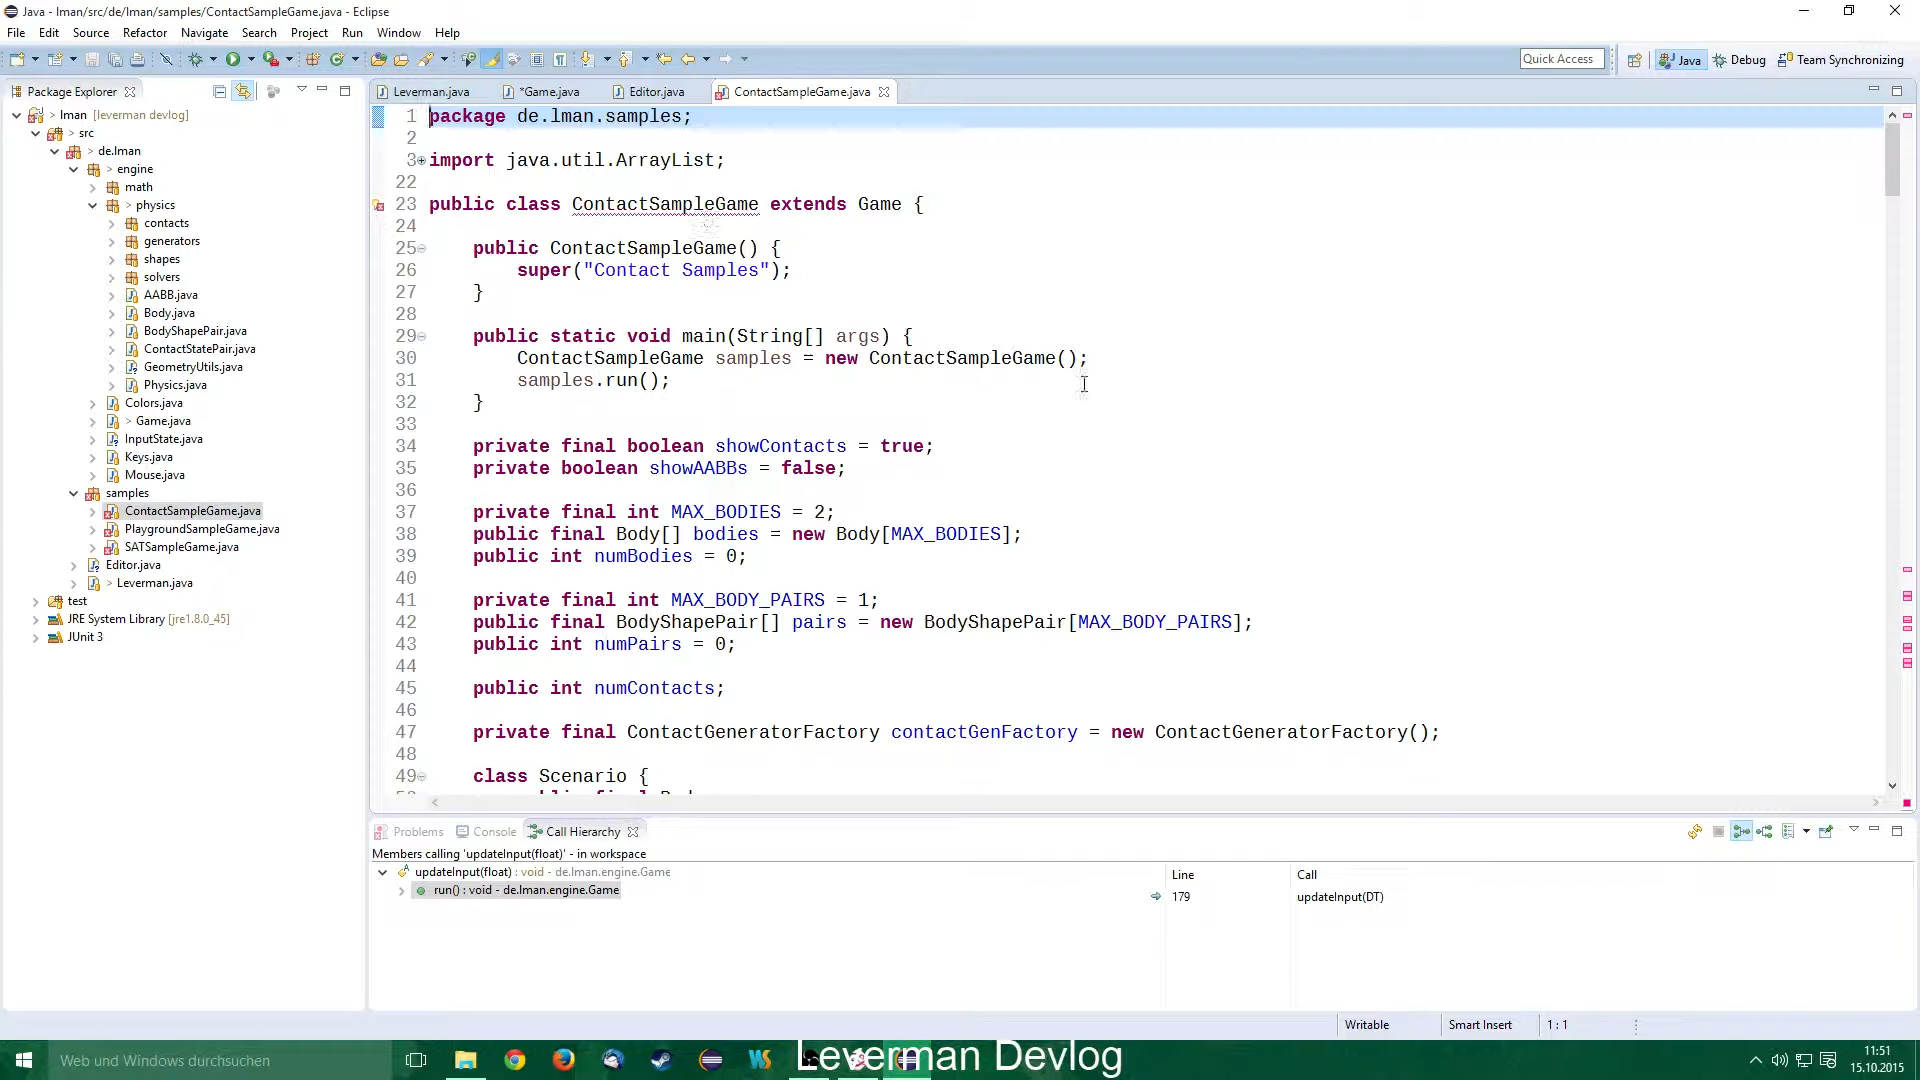 Java - lman/src/de/lman/samples/ContactSampleGame.java - Eclipse
File Edit Source Refactor Navigate Search Project Run Window Help
Quick Access Java Debug Team Synchronizing
Package Explorer
> lman [leverman devlog]
> src
> de.lman
> engine
math
> physics
contacts
generators
shapes
solvers
AABB.java
Body.java
BodyShapePair.java
ContactStatePair.java
GeometryUtils.java
Physics.java
Colors.java
> Game.java
InputState.java
Keys.java
Mouse.java
samples
ContactSampleGame.java
PlaygroundSampleGame.java
SATSampleGame.java
Editor.java
> Leverman.java
test
JRE System Library [jre1.8.0_45]
JUnit 3
Leverman.java *Game.java Editor.java ContactSampleGame.java
1 package de.lman.samples;
2
3 import java.util.ArrayList;
22
23 public class ContactSampleGame extends Game {
24
25 public ContactSampleGame() {
26 super("Contact Samples");
27 }
28
29 public static void main(String[] args) {
30 ContactSampleGame samples = new ContactSampleGame();
31 samples.run();
32 }
33
34 private final boolean showContacts = true;
35 private boolean showAABBs = false;
36
37 private final int MAX_BODIES = 2;
38 public final Body[] bodies = new Body[MAX_BODIES];
39 public int numBodies = 0;
40
41 private final int MAX_BODY_PAIRS = 1;
42 public final BodyShapePair[] pairs = new BodyShapePair[MAX_BODY_PAIRS];
43 public int numPairs = 0;
44
45 public int numContacts;
46
47 private final ContactGeneratorFactory contactGenFactory = new ContactGeneratorFactory();
48
49 class Scenario {
Problems Console Call Hierarchy
Members calling 'updateInput(float)' - in workspace
updateInput(float) : void - de.lman.engine.Game
run() : void - de.lman.engine.Game
Line Call
179 updateInput(DT)
Writable Smart Insert 1 : 1
Web und Windows durchsuchen
Leverman Devlog
11:51
15.10.2015